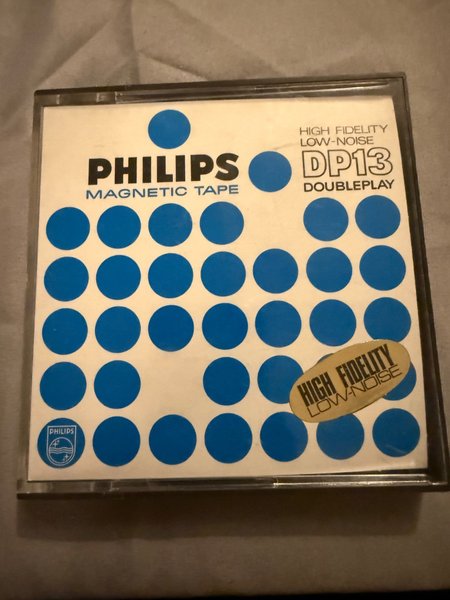 HIGH FIDELITY
LOW-NOISE
DP13
DOUBLEPLAY
PHILIPS
MAGNETIC TAPE
HIGH FIDELITY
LOW-NOISE
PHILIPS